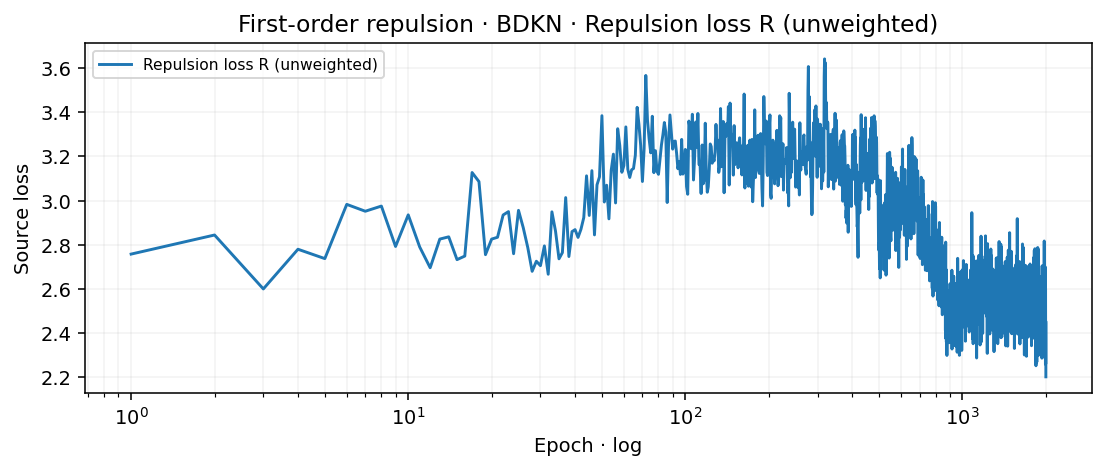 First-order repulsion · BDKN · Repulsion loss R (unweighted)
Repulsion loss R (unweighted)
Source loss
3.6
3.4
3.2
3.0
2.8
2.6
2.4
2.2
10⁰ 10¹ 10² 10³
Epoch · log